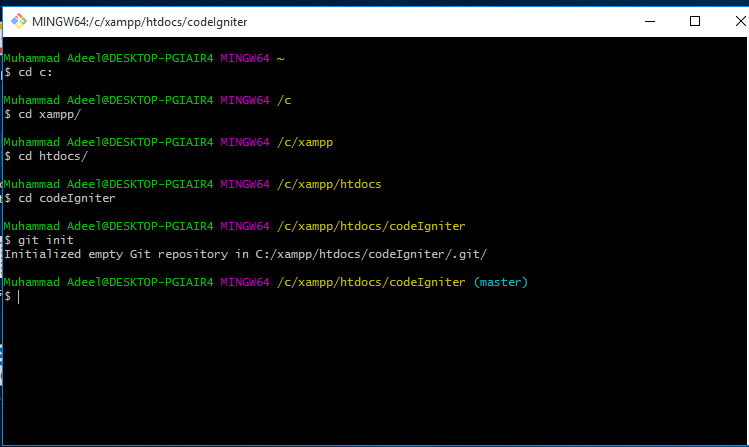 MINGW64:/c/xampp/htdocs/codeIgniter
Muhammad Adeel@DESKTOP-PGIAIR4 MINGW64 ~
$ cd c:
Muhammad Adeel@DESKTOP-PGIAIR4 MINGW64 /c
$ cd xampp/
Muhammad Adeel@DESKTOP-PGIAIR4 MINGW64 /c/xampp
$ cd htdocs/
Muhammad Adeel@DESKTOP-PGIAIR4 MINGW64 /c/xampp/htdocs
$ cd codeIgniter
Muhammad Adeel@DESKTOP-PGIAIR4 MINGW64 /c/xampp/htdocs/codeIgniter
$ git init
Initialized empty Git repository in C:/xampp/htdocs/codeIgniter/.git/
Muhammad Adeel@DESKTOP-PGIAIR4 MINGW64 /c/xampp/htdocs/codeIgniter (master)
$